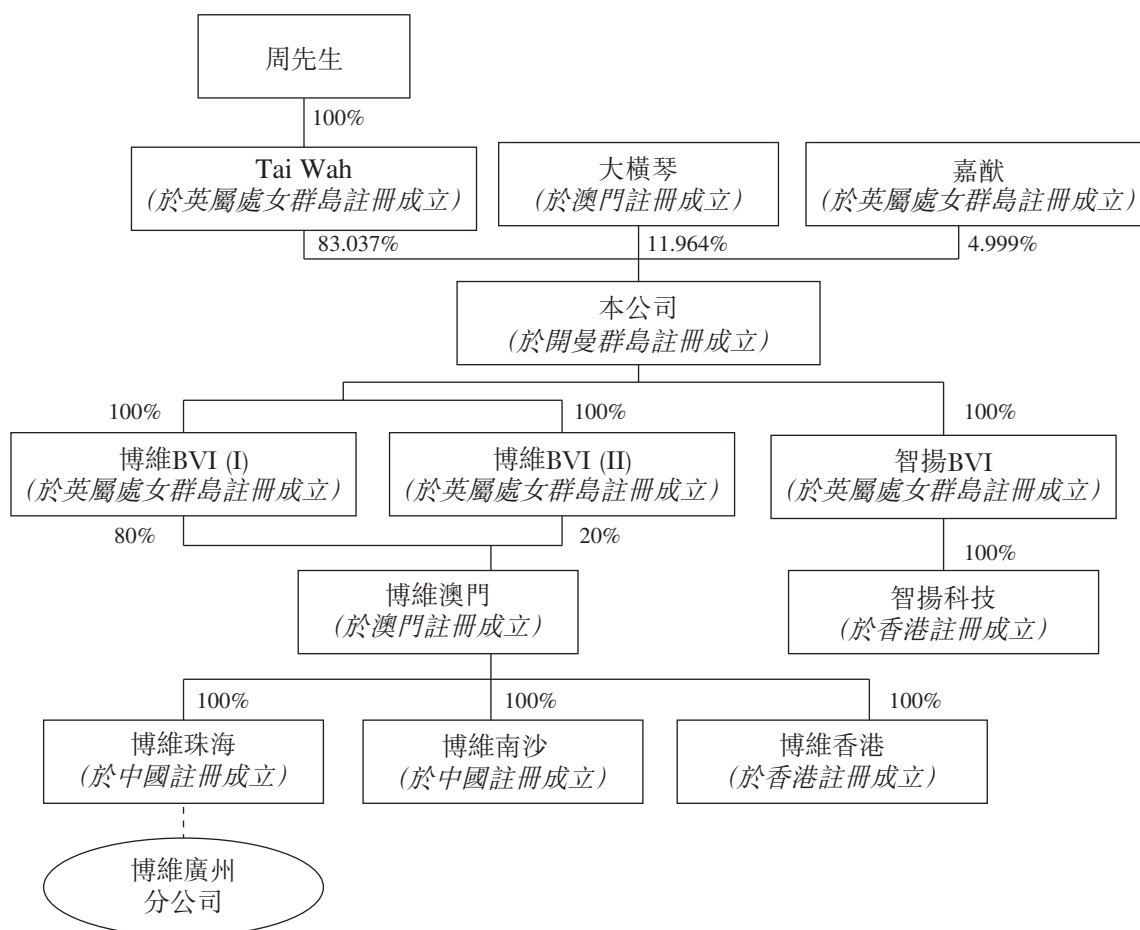 周先生
100%
Tai Wah
(於英屬處女群島註冊成立)
大橫琴
(於澳門註冊成立)
嘉猷
(於英屬處女群島註冊成立)
83.037%
11.964%
4.999%
本公司
(於開曼群島註冊成立)
100%
100%
100%
博維BVI (I)
(於英屬處女群島註冊成立)
博維BVI (II)
(於英屬處女群島註冊成立)
智揚BVI
(於英屬處女群島註冊成立)
80%
20%
100%
博維澳門
(於澳門註冊成立)
智揚科技
(於香港註冊成立)
100%
100%
100%
博維珠海
(於中國註冊成立)
博維南沙
(於中國註冊成立)
博維香港
(於香港註冊成立)
博維廣州
分公司